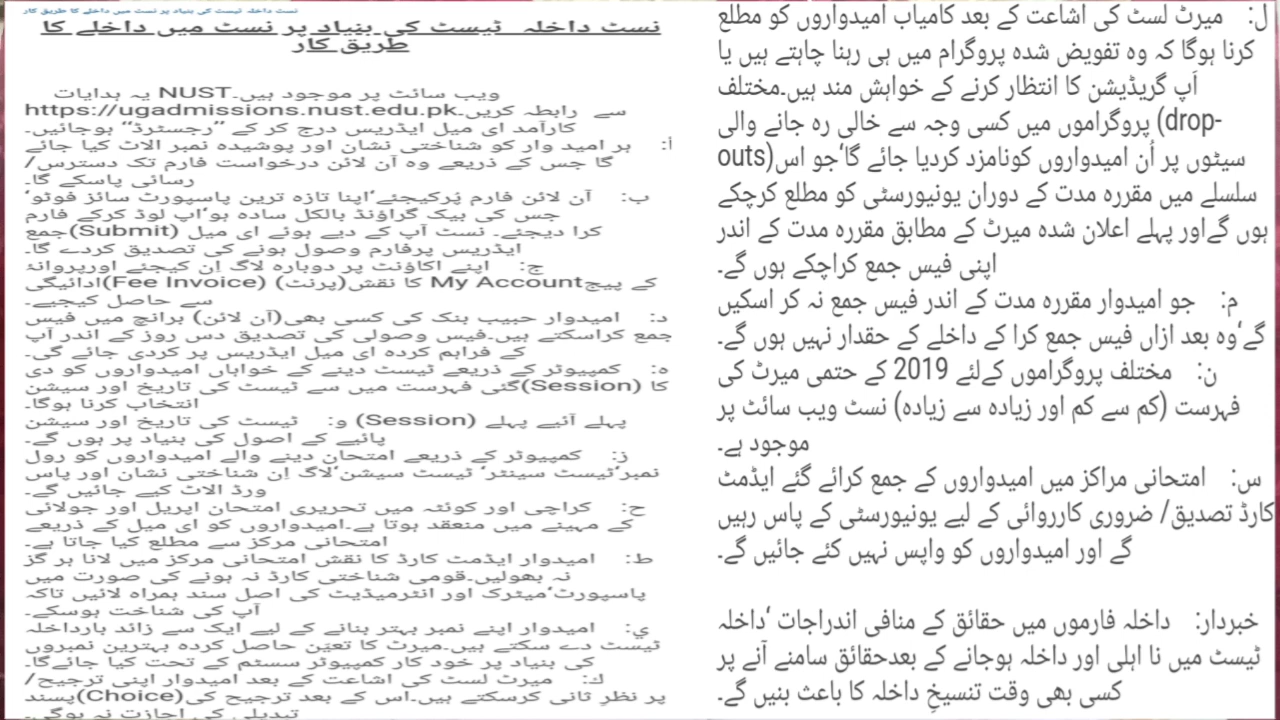 نسٹ داخلہ ٹیسٹ کی بنیاد پر نسٹ میں داخلے کا طریق کار
نسٹ داخلہ ٹیسٹ کی بنیاد پر نسٹ میں داخلے کا
طریق کار
ویب سائٹ پر موجود ہیں۔NUST یہ ہدایات
https://ugadmissions.nust.edu.pk۔سے رابطہ کریں
کارآمد ای میل ایڈریس درج کر کے ’’رجسٹرڈ‘‘ ہوجائیں۔
أ: ہر امید وار کو شناختی نشان اور پوشیدہ نمبر الاٹ کیا جائے
گا جس کے ذریعے وہ آن لائن درخواست فارم تک دسترس/
رسائی پاسکے گا۔
ب: آن لائن فارم پُرکیجئے‘اپنا تازہ ترین پاسپورٹ سائز فوٹو‘
جس کی بیک گراؤنڈ بالکل سادہ ہو‘اپ لوڈ کرکے فارم
کرا دیجئے۔ نسٹ آپ کے دیے ہوئے ای میل (Submit)جمع
ایڈریس پرفارم وصول ہونے کی تصدیق کردے گا۔
ج: اپنے اکاؤنٹ پر دوبارہ لاگ اِن کیجئے اورپروانۂ
کے پیج My Account کا نقش(پرنٹ) (Fee Invoice)ادائیگی
سے حاصل کیجیے۔
د: امیدوار حبیب بنک کی کسی بھی(آن لائن) برانچ میں فیس
جمع کراسکتے ہیں۔فیس وصولی کی تصدیق دس روز کے اندر آپ
کے فراہم کردہ ای میل ایڈریس پر کردی جائے گی۔
ہ: کمپیوٹر کے ذریعے ٹیسٹ دینے کے خواہاں امیدواروں کو دی
کا (Session)گئی فہرست میں سے ٹیسٹ کی تاریخ اور سیشن
انتخاب کرنا ہوگا۔
پہلے آئیے پہلے (Session) و: ٹیسٹ کی تاریخ اور سیشن
پائیے کے اصول کی بنیاد پر ہوں گے۔
ز: کمپیوٹر کے ذریعے امتحان دینے والے امیدواروں کو رول
نمبر‘ٹیسٹ سینٹر‘ ٹیسٹ سیشن‘لاگ اِن شناختی نشان اور پاس
ورڈ الاٹ کیے جائیں گے۔
ح: کراچی اور کوئٹہ میں تحریری امتحان اپریل اور جولائی
کے مہینے میں منعقد ہوتا ہے۔امیدواروں کو ای میل کے ذریعے
امتحانی مرکز سے مطلع کیا جاتا ہے۔
ط: امیدوار ایڈمٹ کارڈ کا نقش امتحانی مرکز میں لانا ہر گز
نہ بھولیں۔قومی شناختی کارڈ نہ ہونے کی صورت میں
پاسپورٹ‘میٹرک اور انٹرمیڈیٹ کی اصل سند ہمراہ لائیں تاکہ
آپ کی شناخت ہوسکے۔
ي: امیدوار اپنے نمبر بہتر بنانے کے لیے ایک سے زائد بارداخلہ
ٹیسٹ دے سکتے ہیں۔میرٹ کا تعیّن حاصل کردہ بہترین نمبروں
کی بنیاد پر خود کار کمپیوٹر سسٹم کے تحت کیا جائےگا۔
ك: میرٹ لسٹ کی اشاعت کے بعد امیدوار اپنی ترجیح/
پر نظرِ ثانی کرسکتے ہیں۔اس کے بعد ترجیح کی(Choice)پسند
تبدیلی کی اجازت نہ ہوگی۔
ل: میرٹ لسٹ کی اشاعت کے بعد کامیاب امیدواروں کو مطلع
کرنا ہوگا کہ وہ تفویض شدہ پروگرام میں ہی رہنا چاہتے ہیں یا
اَپ گریڈیشن کا انتظار کرنے کے خواہش مند ہیں۔مختلف
پروگراموں میں کسی وجہ سے خالی رہ جانے والی (drop-
outs)سیٹوں پر اُن امیدواروں کونامزد کردیا جائے گا‘جو اس
سلسلے میں مقررہ مدت کے دوران یونیورسٹی کو مطلع کرچکے
ہوں گےاور پہلے اعلان شدہ میرٹ کے مطابق مقررہ مدت کے اندر
اپنی فیس جمع کراچکے ہوں گے۔
م: جو امیدوار مقررہ مدت کے اندر فیس جمع نہ کر اسکیں
گے‘وہ بعد ازاں فیس جمع کرا کے داخلے کے حقدار نہیں ہوں گے۔
ن: مختلف پروگراموں کےلئے 2019 کے حتمی میرٹ کی
فہرست (کم سے کم اور زیادہ سے زیادہ) نسٹ ویب سائٹ پر
موجود ہے۔
س: امتحانی مراکز میں امیدواروں کے جمع کرائے گئے ایڈمٹ
کارڈ تصدیق/ ضروری کارروائی کے لیے یونیورسٹی کے پاس رہیں
گے اور امیدواروں کو واپس نہیں کئے جائیں گے۔
خبردار: داخلہ فارموں میں حقائق کے منافی اندراجات ‘داخلہ
ٹیسٹ میں نا اہلی اور داخلہ ہوجانے کے بعدحقائق سامنے آنے پر
کسی بھی وقت تنسیخِ داخلہ کا باعث بنیں گے۔